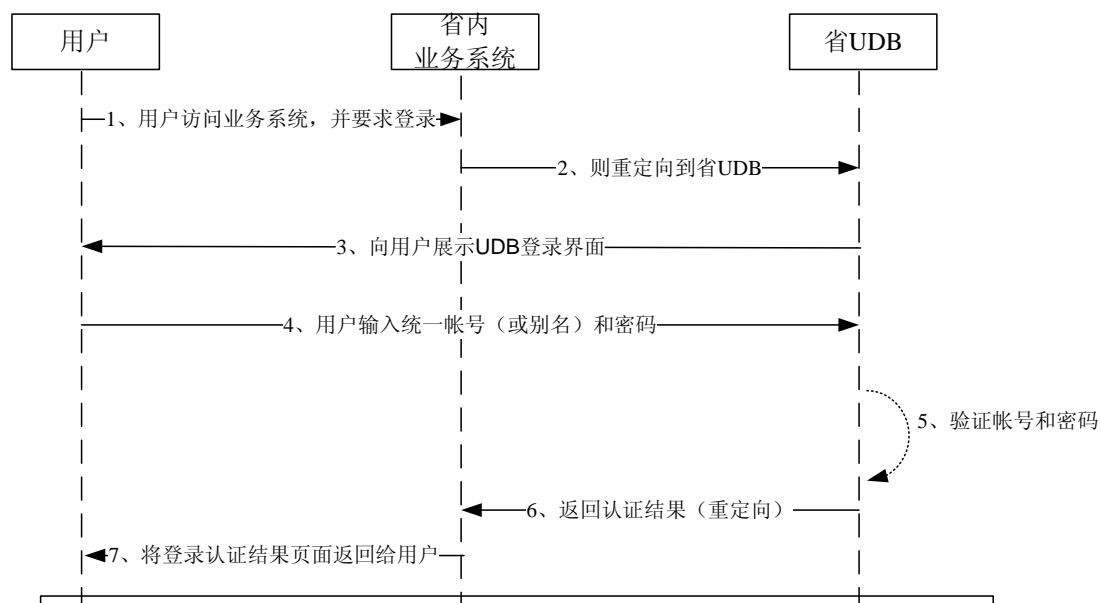 用户
省内
业务系统
省UDB
1、用户访问业务系统，并要求登录
2、则重定向到省UDB
3、向用户展示UDB登录界面
4、用户输入统一帐号（或别名）和密码
5、验证帐号和密码
6、返回认证结果（重定向）
7、将登录认证结果页面返回给用户